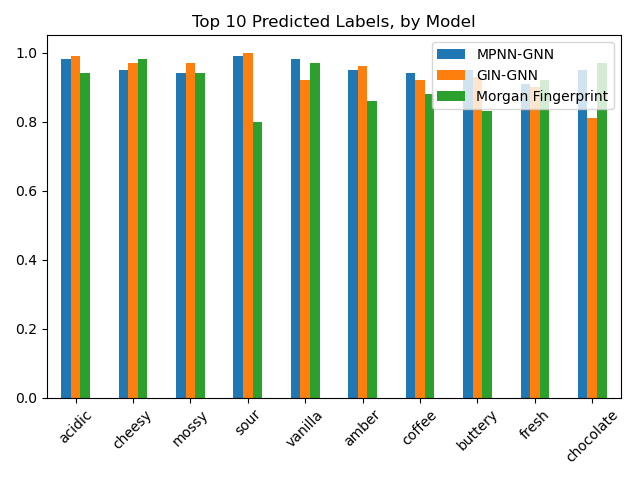 Top 10 Predicted Labels, by Model
MPNN-GNN
GIN-GNN
Morgan Fingerprint
1.0
0.8
0.6
0.4
0.2
0.0
acidic
cheesy
mossy
sour
vanilla
amber
coffee
buttery
fresh
chocolate